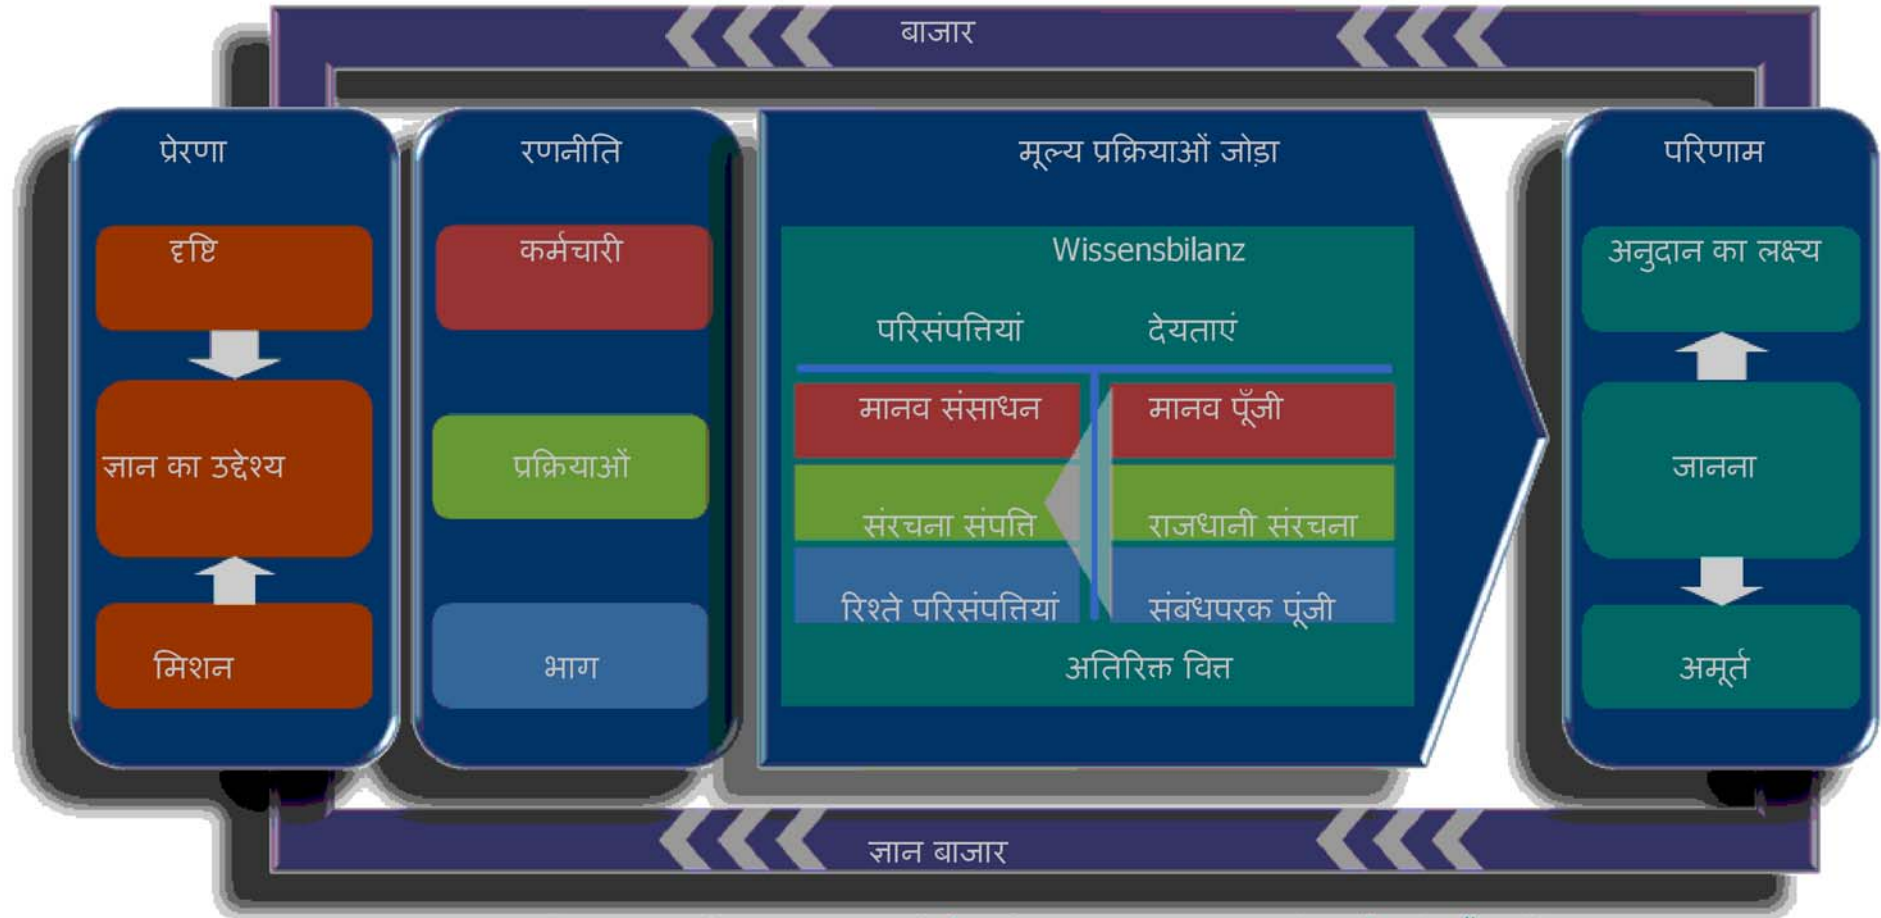 बाजार
प्रेरणा
दृष्टि
ज्ञान का उद्देश्य
मिशन
रणनीति
कर्मचारी
प्रक्रियाओं
भाग
मूल्य प्रक्रियाओं जोड़ा
Wissensbilanz
परिसंपत्तियां देयताएं
मानव संसाधन मानव पूँजी
संरचना संपत्ति राजधानी संरचना
रिश्ते परिसंपत्तियां संबंधपरक पूंजी
अतिरिक्त वित्त
परिणाम
अनुदान का लक्ष्य
जानना
अमूर्त
ज्ञान बाजार